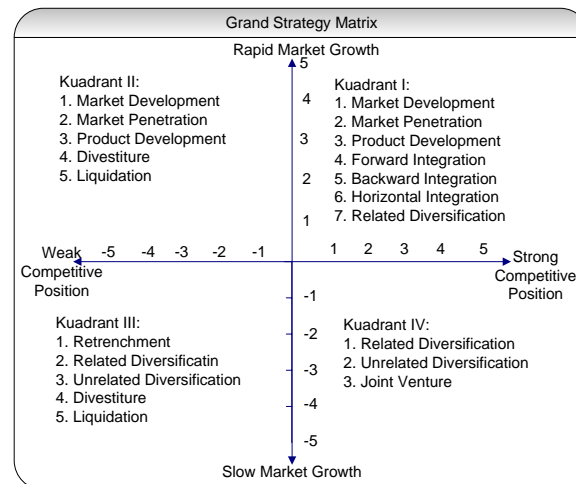 Grand Strategy Matrix
Rapid Market Growth
5
4
3
2
1
Kuadrant II:
1. Market Development
2. Market Penetration
3. Product Development
4. Divestiture
5. Liquidation
Kuadrant I:
1. Market Development
2. Market Penetration
3. Product Development
4. Forward Integration
5. Backward Integration
6. Horizontal Integration
7. Related Diversification
Weak
Competitive
Position
-5 -4 -3 -2 -1
1 2 3 4 5
Strong
Competitive
Position
Kuadrant III:
1. Retrenchment
2. Related Diversificatin
3. Unrelated Diversification
4. Divestiture
5. Liquidation
-1
-2
-3
-4
-5
Kuadrant IV:
1. Related Diversification
2. Unrelated Diversification
3. Joint Venture
Slow Market Growth